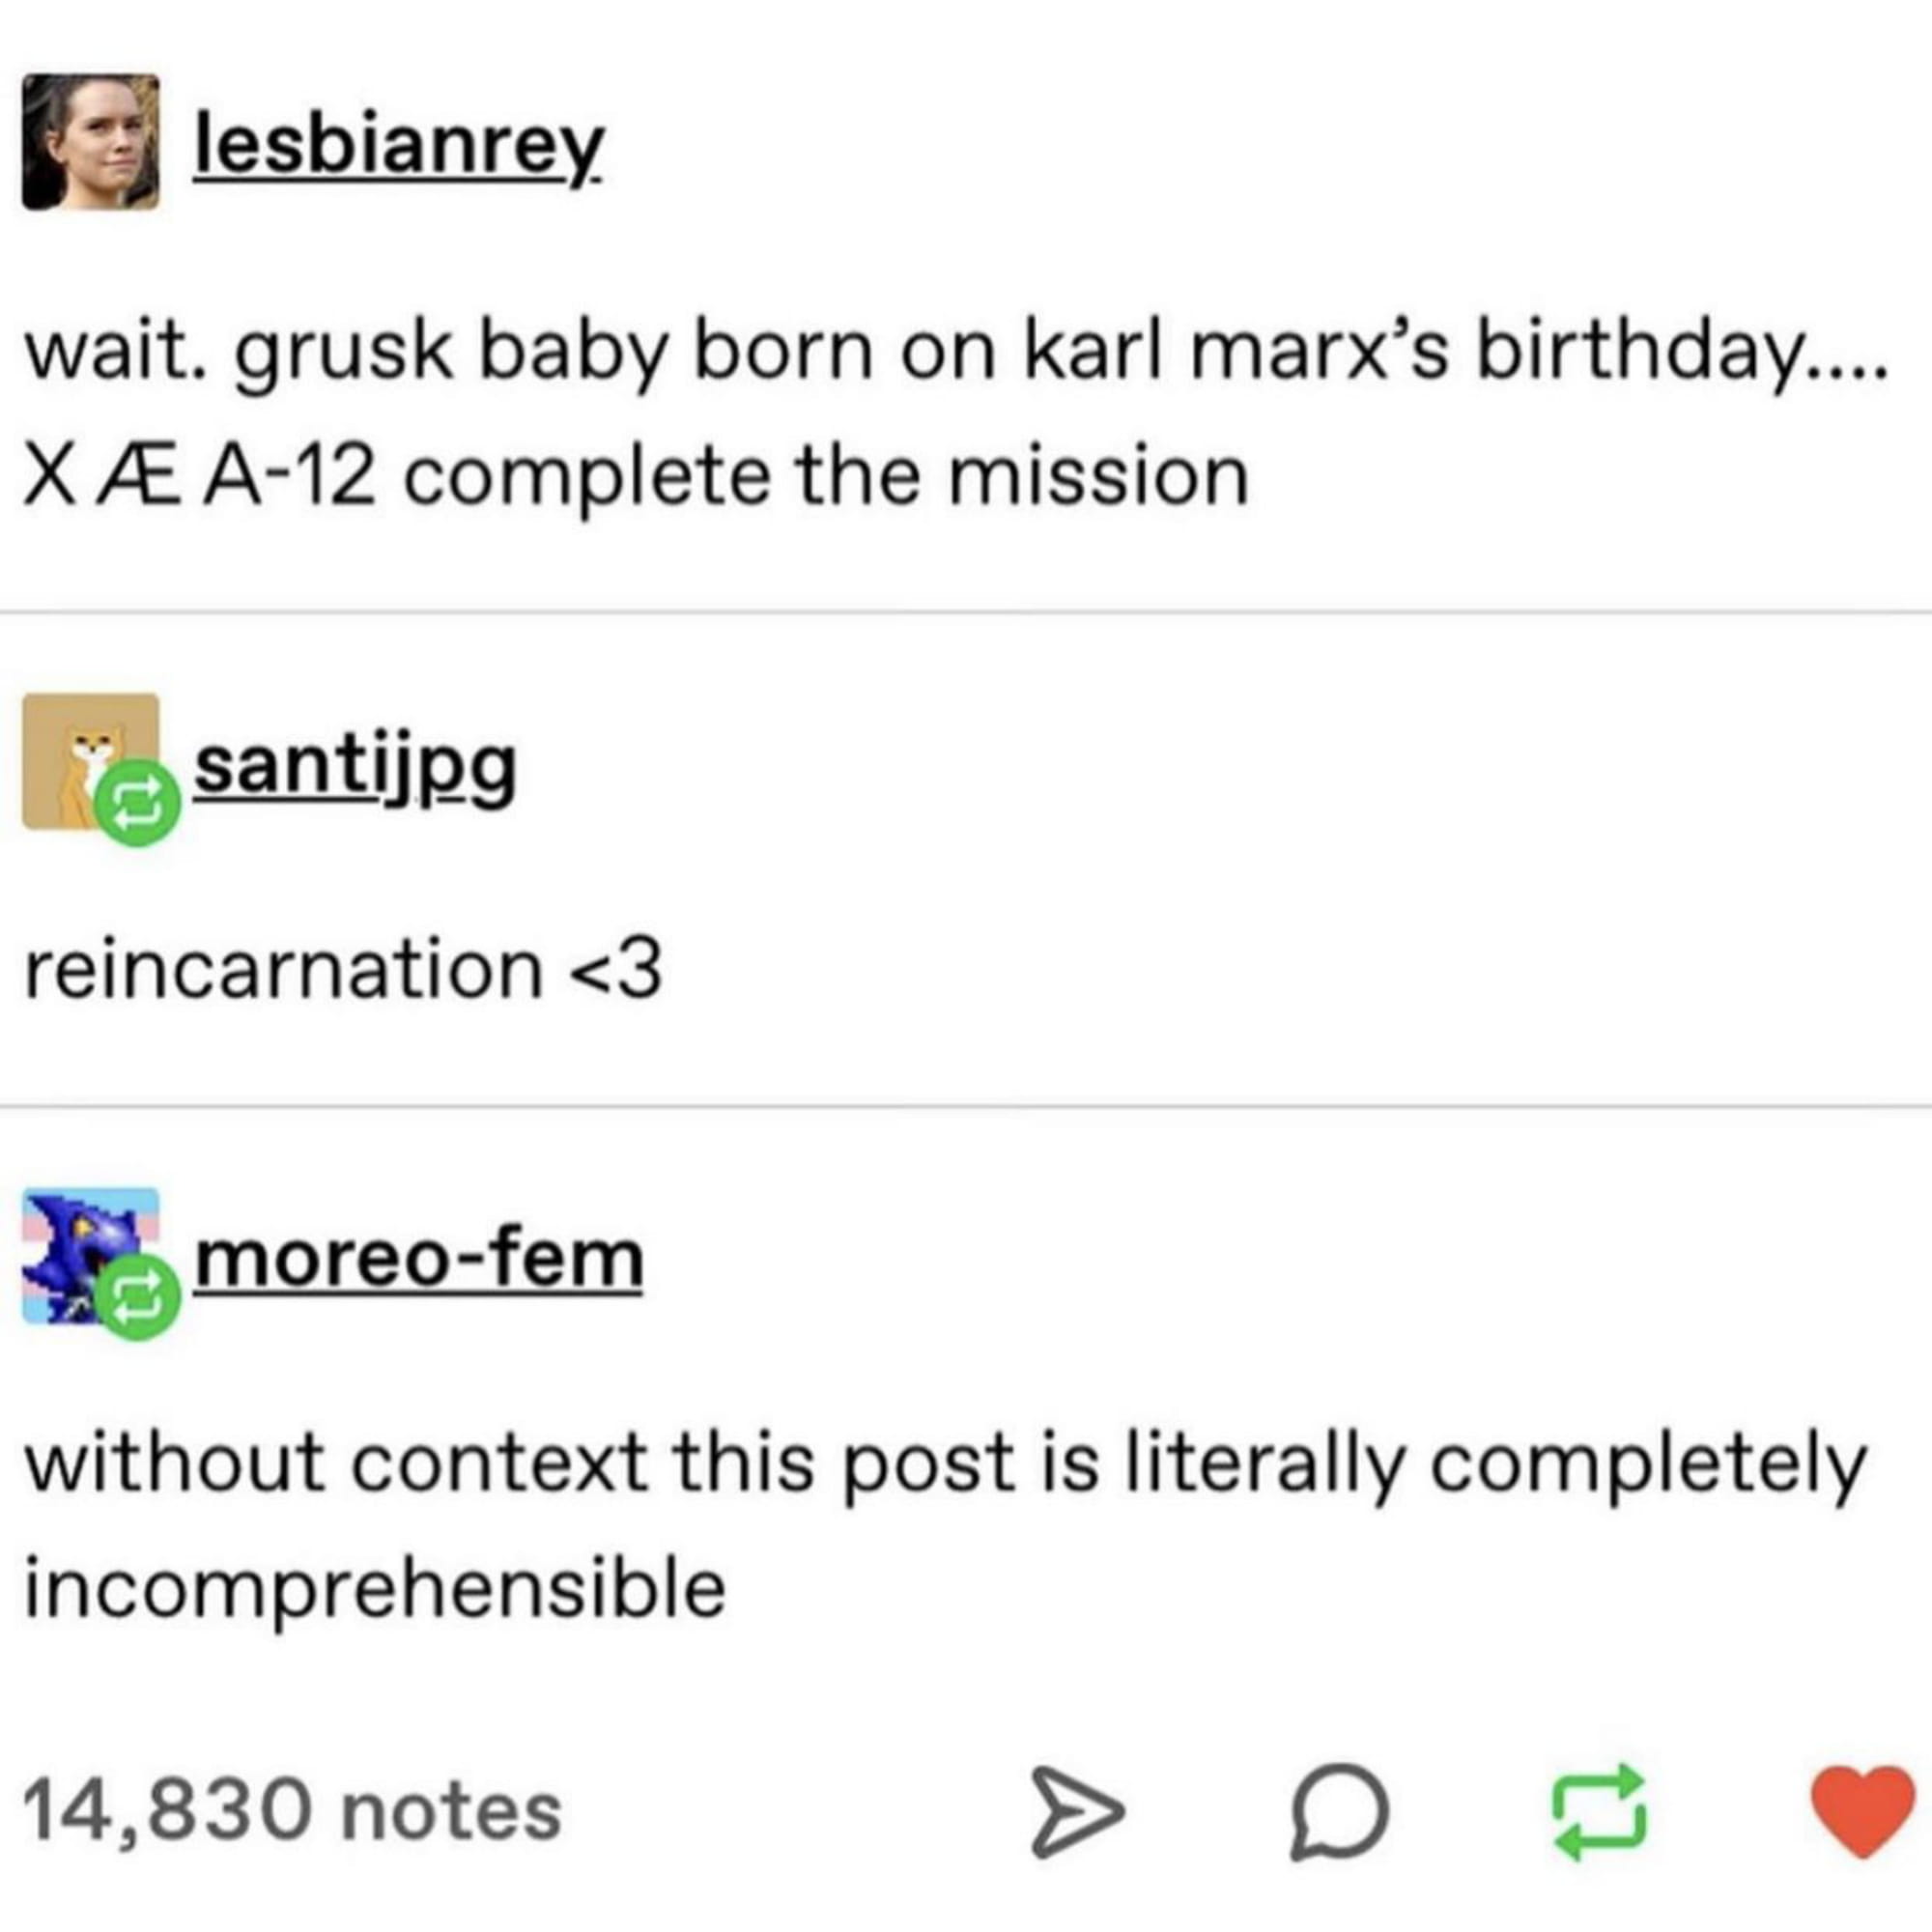 lesbianrey
wait. grusk baby born on karl marx’s birthday....
X Æ A-12 complete the mission
santijpg
reincarnation <3
moreo-fem
without context this post is literally completely
incomprehensible
14,830 notes